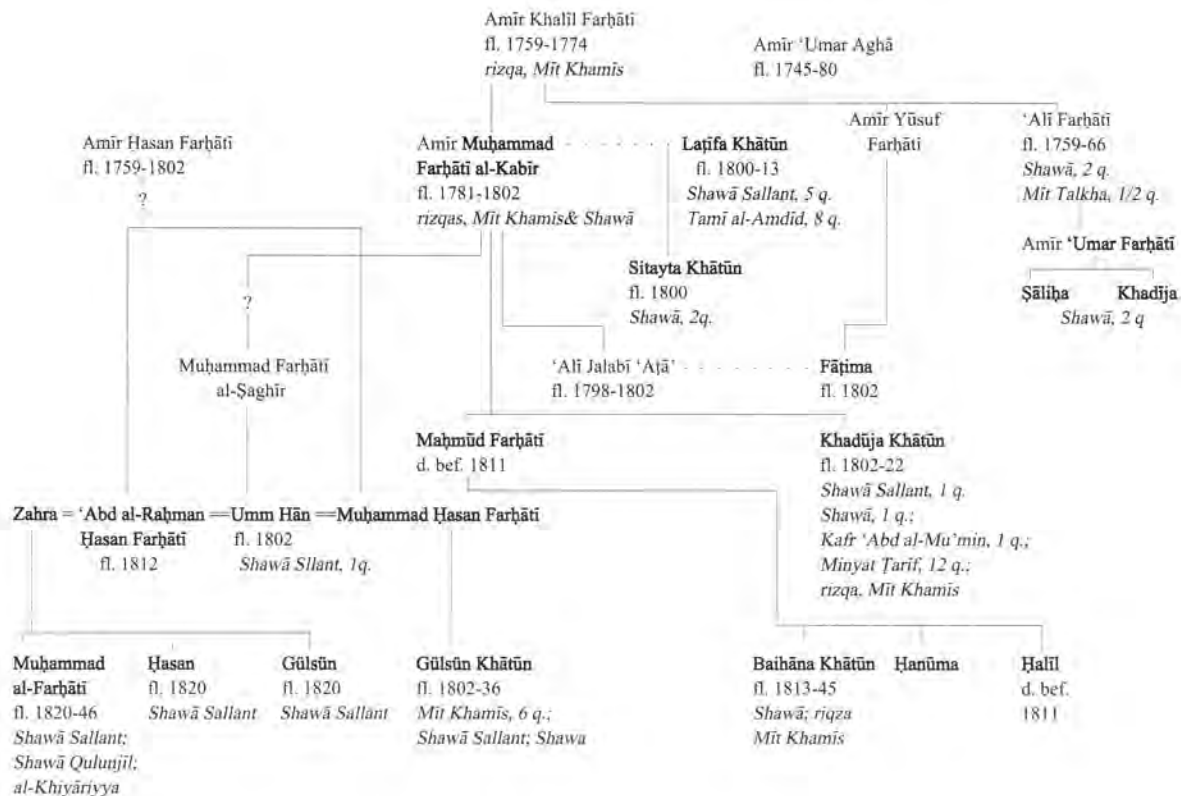 Amīr Khalīl Farḥātī
fl. 1759-1774
rizqa, Mīt Khamīs
Amīr ‘Umar Aghā
fl. 1745-80
Amīr Hasan Farḥātī
fl. 1759-1802
?
Amīr Muḥammad
Farḥātī al-Kabīr
fl. 1781-1802
rizqas, Mīt Khamīs& Shawā
Laṭīfa Khātūn
fl. 1800-13
Shawā Sallant, 5 q.
Tamī al-Amdīd, 8 q.
Amīr Yūsuf
Farḥātī
‘Alī Farḥātī
fl. 1759-66
Shawā, 2 q.
Mīt Talkha, 1/2 q.
Amīr ‘Umar Farḥātī
Ṣāliḥa Khadīja
Shawā, 2 q
Sitayta Khātūn
fl. 1800
Shawā, 2q.
?
Muḥammad Farḥātī
al-Ṣaghīr
‘Alī Jalabī ‘Aṭā’
fl. 1798-1802
Fāṭima
fl. 1802
Maḥmūd Farḥātī
d. bef. 1811
Khadūja Khātūn
fl. 1802-22
Shawā Sallant, 1 q.
Shawā, 1 q.;
Kafr ‘Abd al-Mu’min, 1 q.;
Minyat Ṭarīf, 12 q.;
rizqa, Mīt Khamīs
Zahra = ‘Abd al-Raḥman ==Umm Hān ==Muḥammad Ḥasan Farḥātī
Ḥasan Farḥātī
fl. 1812
fl. 1802
Shawā Sllant, 1q.
Muḥammad
al-Farḥātī
fl. 1820-46
Shawā Sallant;
Shawā Qulunjīl;
al-Khiyāriyya
Ḥasan
fl. 1820
Shawā Sallant
Gülsün
fl. 1820
Shawā Sallant
Gülsün Khātūn
fl. 1802-36
Mīt Khamīs, 6 q.;
Shawā Sallant; Shawa
Baihāna Khātūn
fl. 1813-45
Shawā; riqza
Mīt Khamīs
Ḥanūma
Ḥalīl
d. bef.
1811